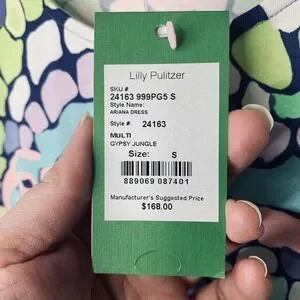 Lilly Pulitzer
SKU #
24163 999PG5 S
Style Name:
ARIANA DRESS
Style # 24163
MULTI
GYPSY JUNGLE
Size: S
889069 087401
Manufacturer's Suggested Price
$168.00